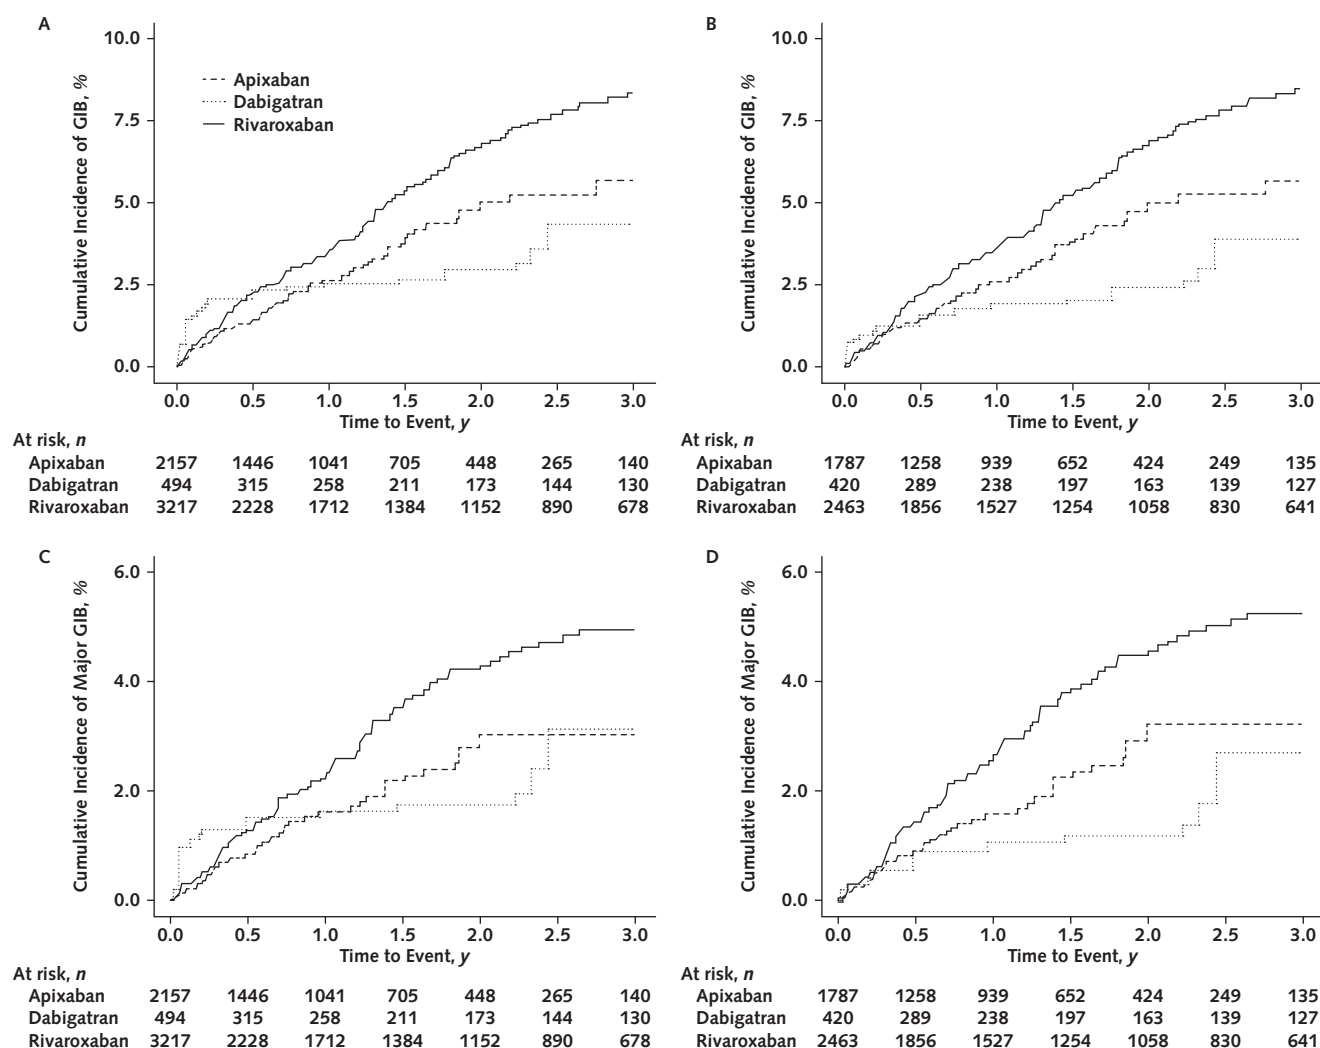 A
Cumulative Incidence of GIB, %
10.0
7.5
5.0
2.5
0.0
Apixaban
Dabigatran
Rivaroxaban
0.0 0.5 1.0 1.5 2.0 2.5 3.0
Time to Event, y
At risk, n
Apixaban 2157 1446 1041 705 448 265 140
Dabigatran 494 315 258 211 173 144 130
Rivaroxaban 3217 2228 1712 1384 1152 890 678
B
Cumulative Incidence of GIB, %
10.0
7.5
5.0
2.5
0.0
0.0 0.5 1.0 1.5 2.0 2.5 3.0
Time to Event, y
At risk, n
Apixaban 1787 1258 939 652 424 249 135
Dabigatran 420 289 238 197 163 139 127
Rivaroxaban 2463 1856 1527 1254 1058 830 641
C
Cumulative Incidence of Major GIB, %
6.0
4.0
2.0
0.0
0.0 0.5 1.0 1.5 2.0 2.5 3.0
Time to Event, y
At risk, n
Apixaban 2157 1446 1041 705 448 265 140
Dabigatran 494 315 258 211 173 144 130
Rivaroxaban 3217 2228 1712 1384 1152 890 678
D
Cumulative Incidence of Major GIB, %
6.0
4.0
2.0
0.0
0.0 0.5 1.0 1.5 2.0 2.5 3.0
Time to Event, y
At risk, n
Apixaban 1787 1258 939 652 424 249 135
Dabigatran 420 289 238 197 163 139 127
Rivaroxaban 2463 1856 1527 1254 1058 830 641